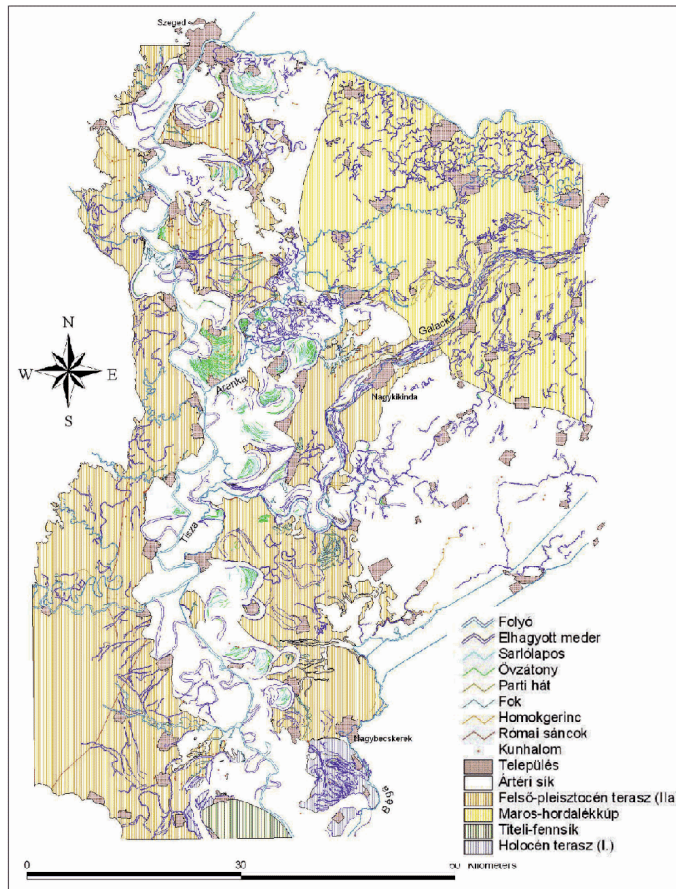 Szeged
Galacka
N
W E
S
Aranka
Nagykikinda
Tisza
Folyó
Elhagyott meder
Sarlólapos
Övzátony
Parti hát
Fok
Homokgerinc
Római sáncok
Kunhalom
Nagybecskerek
Település
Ártéri sík
Felső-pleisztocén terasz (IIa
Béga
Maros-hordalékkúp
Titeli-fennsík
Holocén terasz (I.)
0 30 60 Kilometers